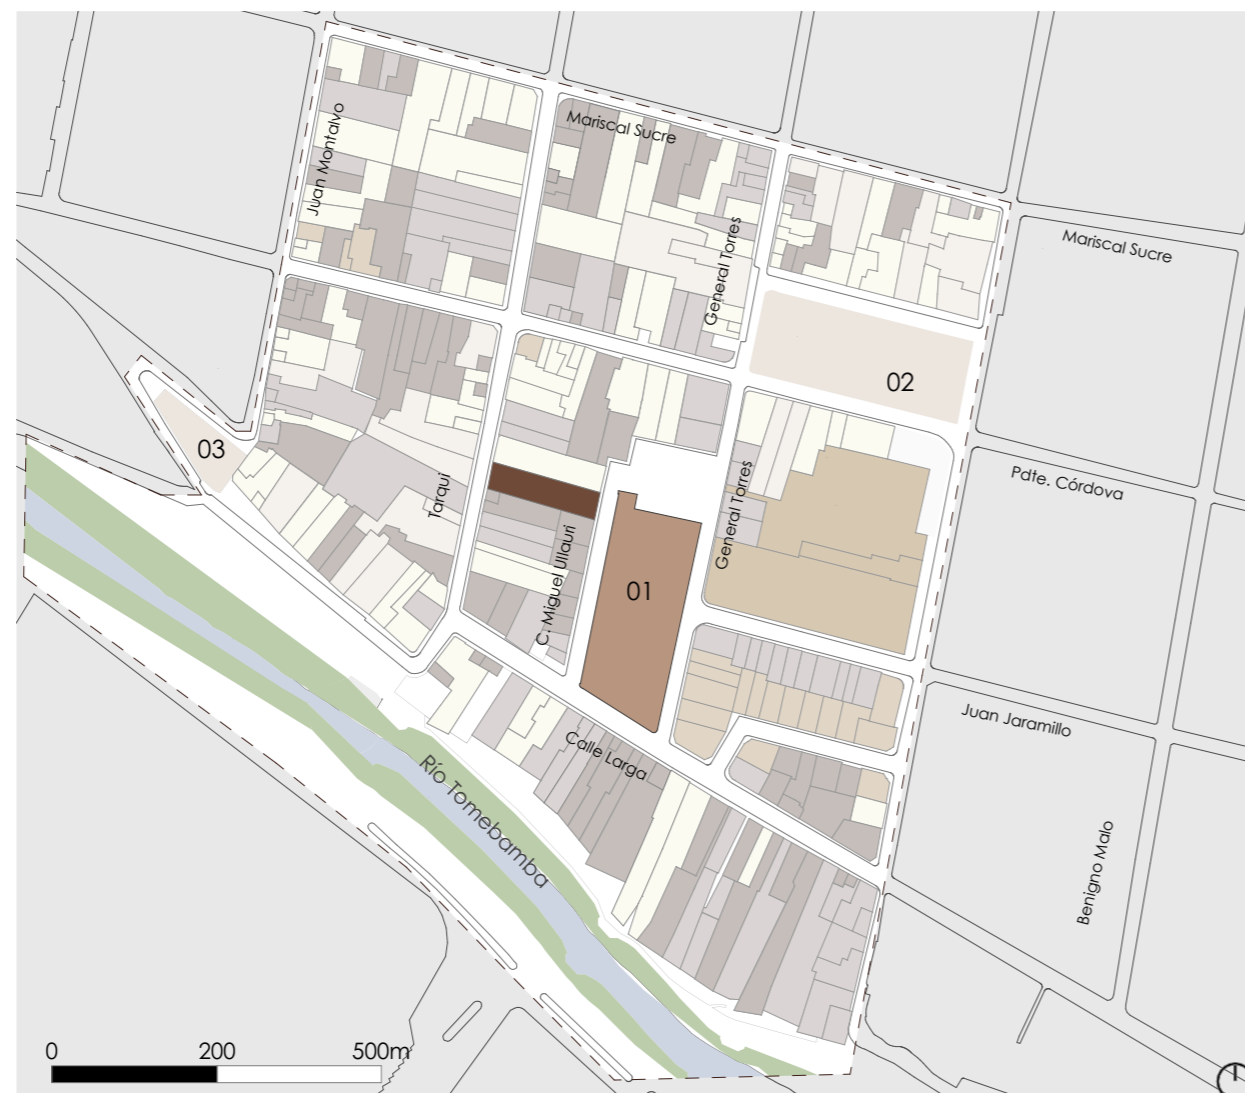 Mariscal Sucre
Juan Montalvo
General Torres
Mariscal Sucre
02
03
Tarqui
General Torres
Pdte. Córdova
C. Miguel Ullauri
01
Juan Jaramillo
Calle Larga
Río Tomebamba
Benigno Malo
0 200 500m